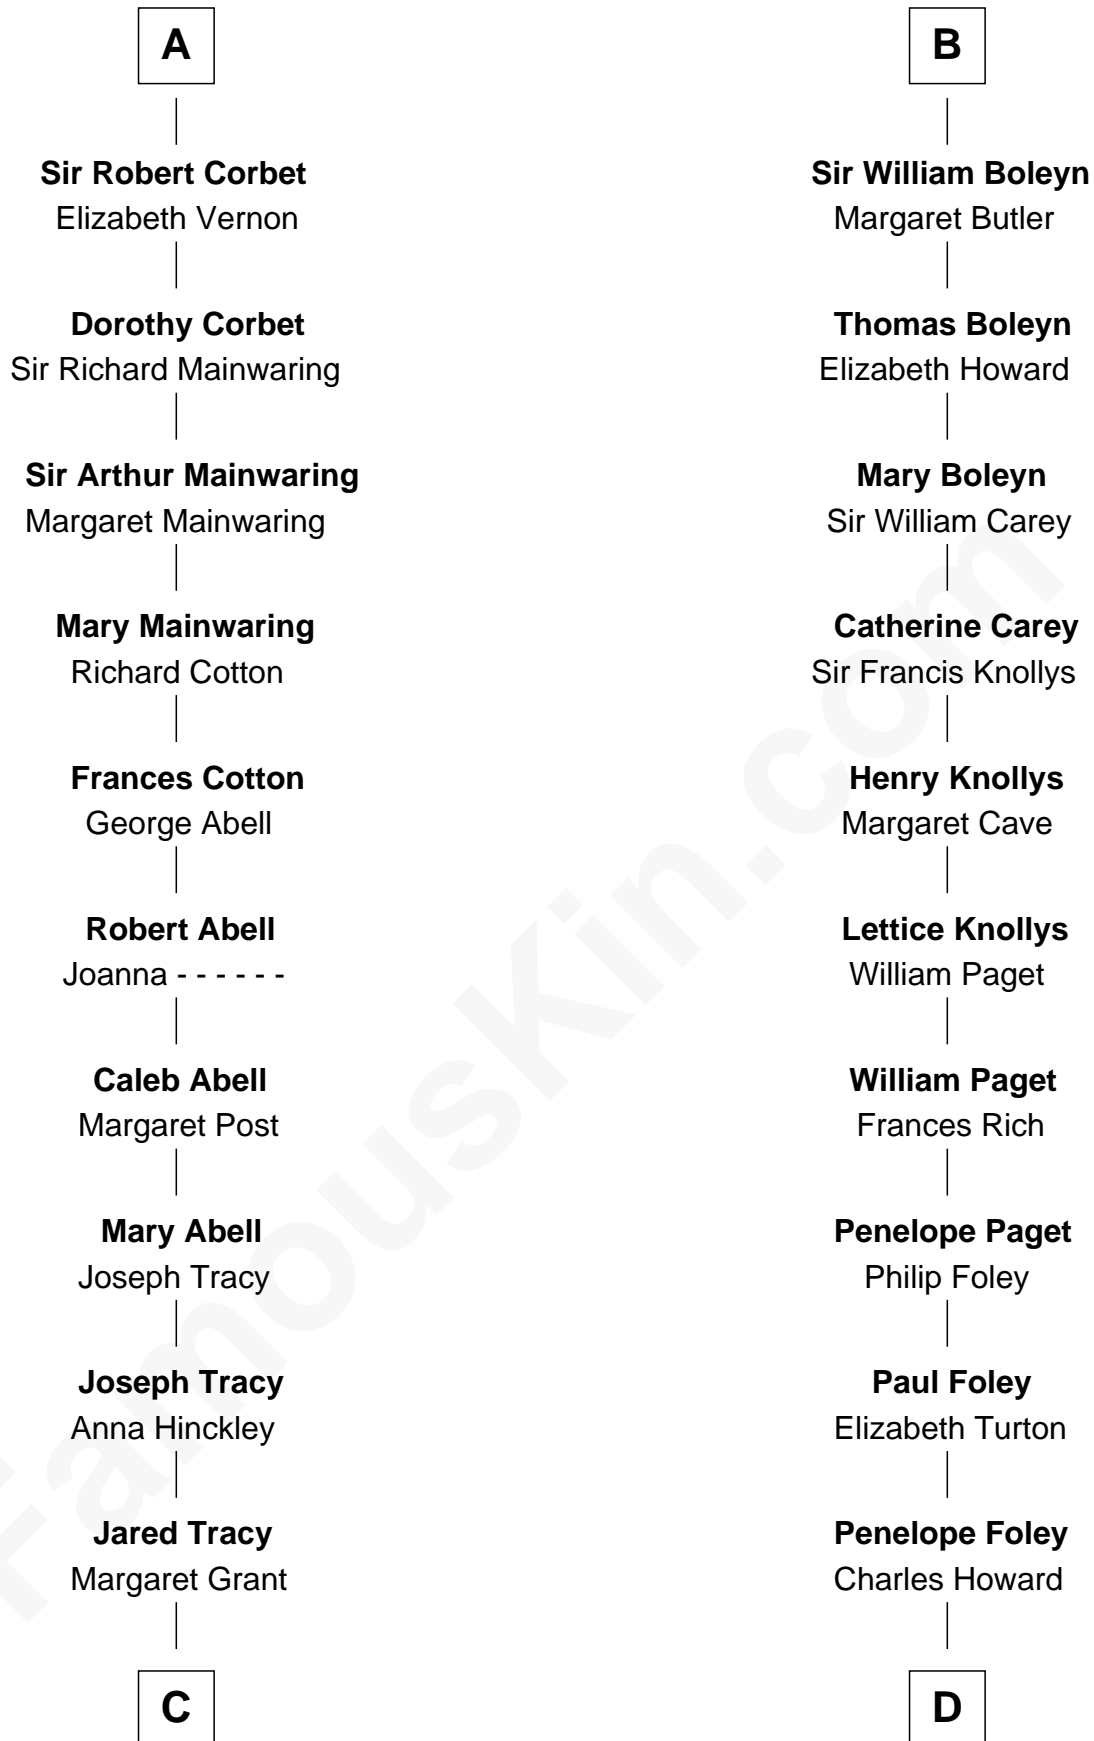 A
Sir Robert Corbet
Elizabeth Vernon
Dorothy Corbet
Sir Richard Mainwaring
Sir Arthur Mainwaring
Margaret Mainwaring
Mary Mainwaring
Richard Cotton
Frances Cotton
George Abell
Robert Abell
Joanna - - - - - -
Caleb Abell
Margaret Post
Mary Abell
Joseph Tracy
Joseph Tracy
Anna Hinckley
Jared Tracy
Margaret Grant
C
B
Sir William Boleyn
Margaret Butler
Thomas Boleyn
Elizabeth Howard
Mary Boleyn
Sir William Carey
Catherine Carey
Sir Francis Knollys
Henry Knollys
Margaret Cave
Lettice Knollys
William Paget
William Paget
Frances Rich
Penelope Paget
Philip Foley
Paul Foley
Elizabeth Turton
Penelope Foley
Charles Howard
D
FamousKin.com